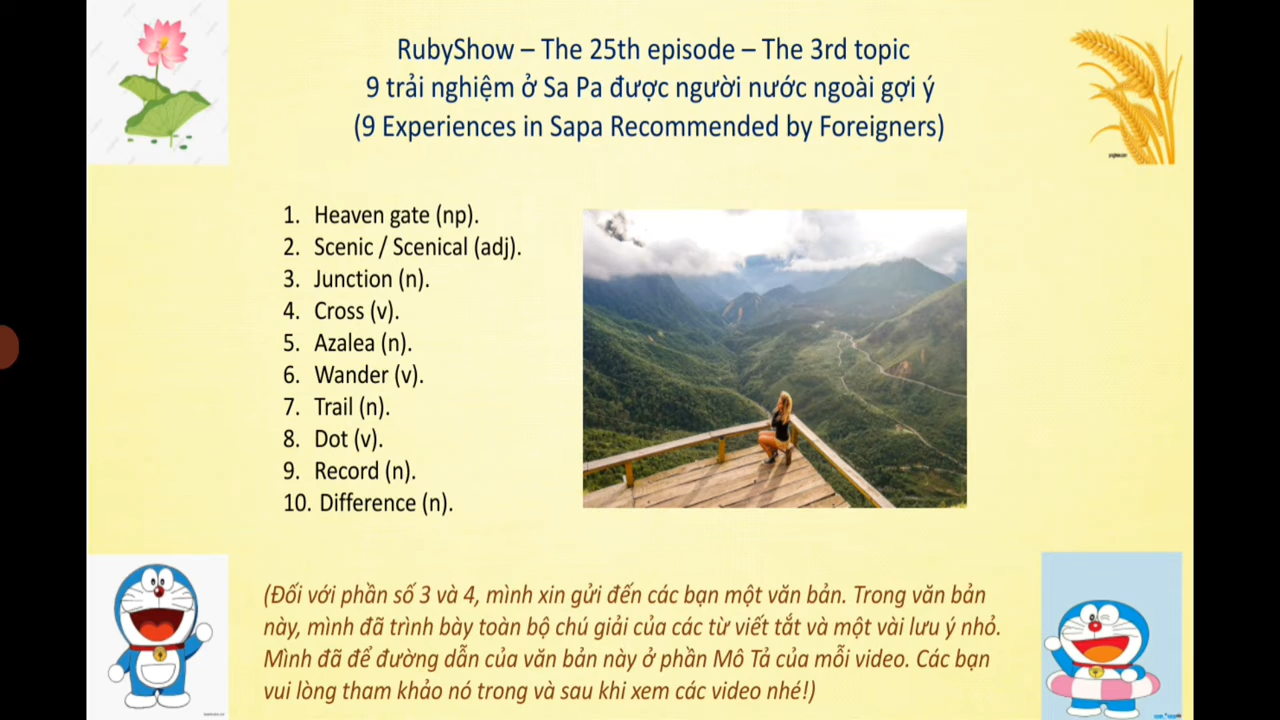 RubyShow – The 25th episode – The 3rd topic
9 trải nghiệm ở Sa Pa được người nước ngoài gợi ý
(9 Experiences in Sapa Recommended by Foreigners)
1. Heaven gate (np).
2. Scenic / Scenical (adj).
3. Junction (n).
4. Cross (v).
5. Azalea (n).
6. Wander (v).
7. Trail (n).
8. Dot (v).
9. Record (n).
10. Difference (n).
(Đối với phần số 3 và 4, mình xin gửi đến các bạn một văn bản. Trong văn bản
này, mình đã trình bày toàn bộ chú giải của các từ viết tắt và một vài lưu ý nhỏ.
Mình đã để đường dẫn của văn bản này ở phần Mô Tả của mỗi video. Các bạn
vui lòng tham khảo nó trong và sau khi xem các video nhé!)